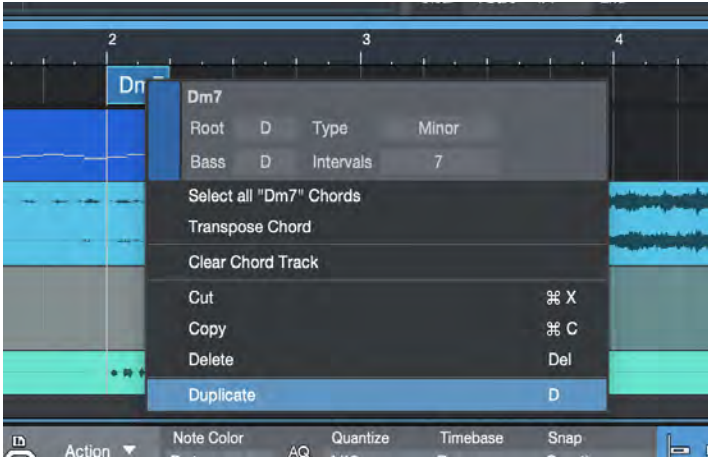 2 3 4
Dm7
Dm7
Root D Type Minor
Bass D Intervals 7
Select all "Dm7" Chords
Transpose Chord
Clear Chord Track
Cut ⌘ X
Copy ⌘ C
Delete Del
Duplicate D
Note Color Quantize Timebase Snap
Action AQ